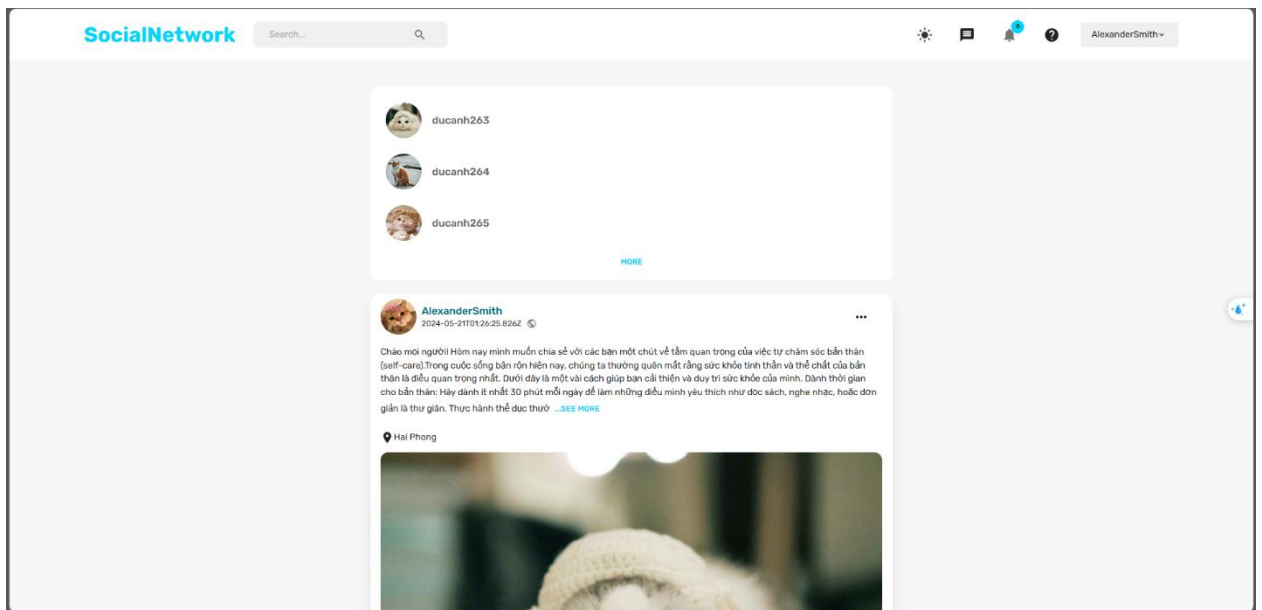 SocialNetwork
Search...
AlexanderSmith
ducanh263
ducanh264
ducanh265
MORE
AlexanderSmith
2024-05-21T01:26:25.826Z
Chào mọi người! Hôm nay mình muốn chia sẻ với các bạn một chút về tầm quan trọng của việc tự chăm sóc bản thân
(self-care).Trong cuộc sống bận rộn hiện nay, chúng ta thường quên mất rằng sức khỏe tinh thần và thể chất của bản
thân là điều quan trọng nhất. Dưới đây là một vài cách giúp bạn cải thiện và duy trì sức khỏe của mình. Dành thời gian
cho bản thân: Hãy dành ít nhất 30 phút mỗi ngày để làm những điều mình yêu thích như đọc sách, nghe nhạc, hoặc đơn
giản là thư giãn. Thực hành thể dục thườ ...SEE MORE
Hai Phong